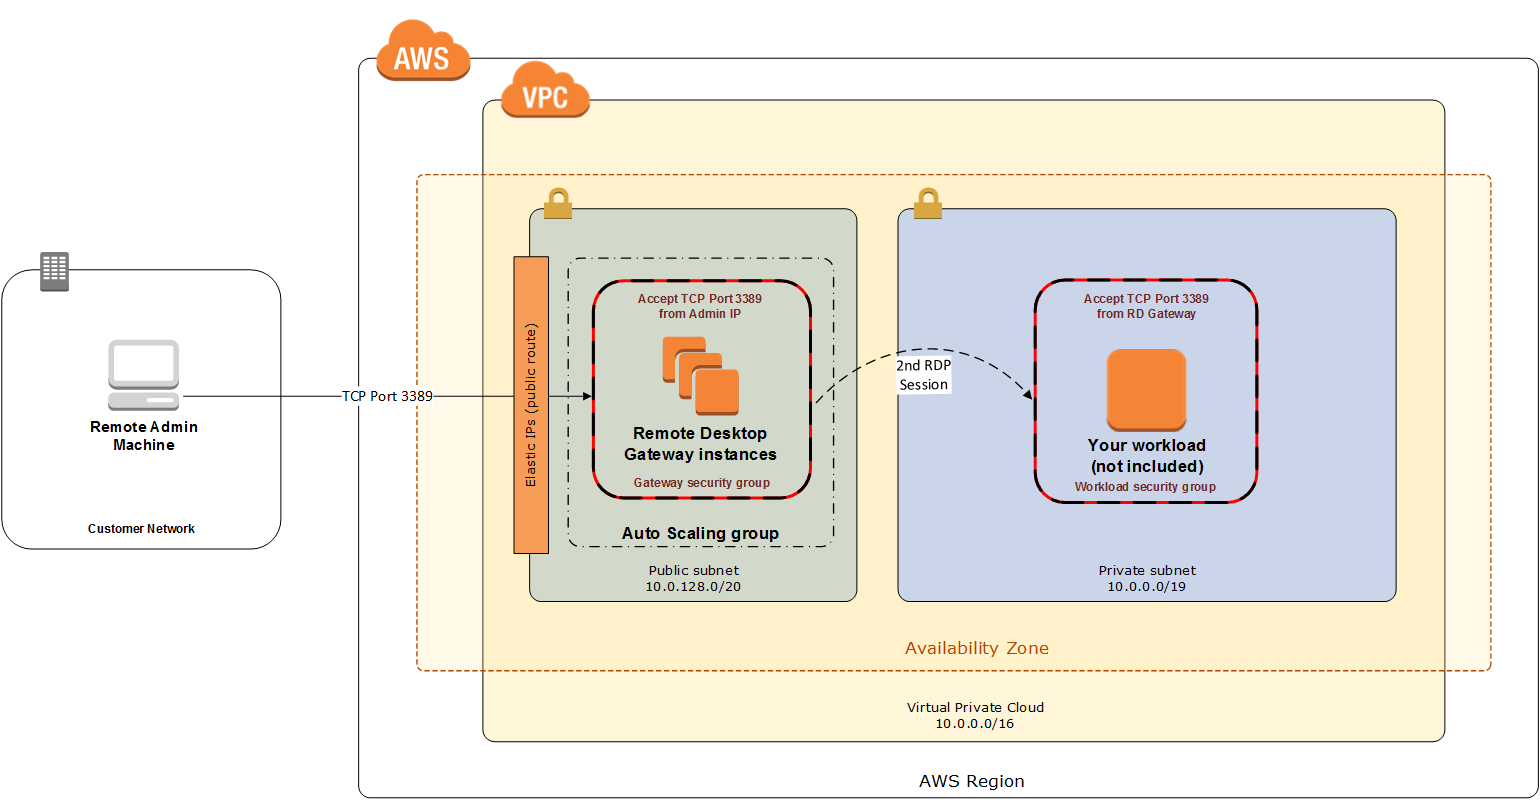 AWS
VPC
Accept TCP Port 3389
from Admin IP
Accept TCP Port 3389
from RD Gateway
Elastic IPs (public route)
2nd RDP
Session
TCP Port 3389
Remote Admin
Machine
Remote Desktop
Gateway instances
Gateway security group
Your workload
(not included)
Workload security group
Customer Network
Auto Scaling group
Public subnet
10.0.128.0/20
Private subnet
10.0.0.0/19
Availability Zone
Virtual Private Cloud
10.0.0.0/16
AWS Region